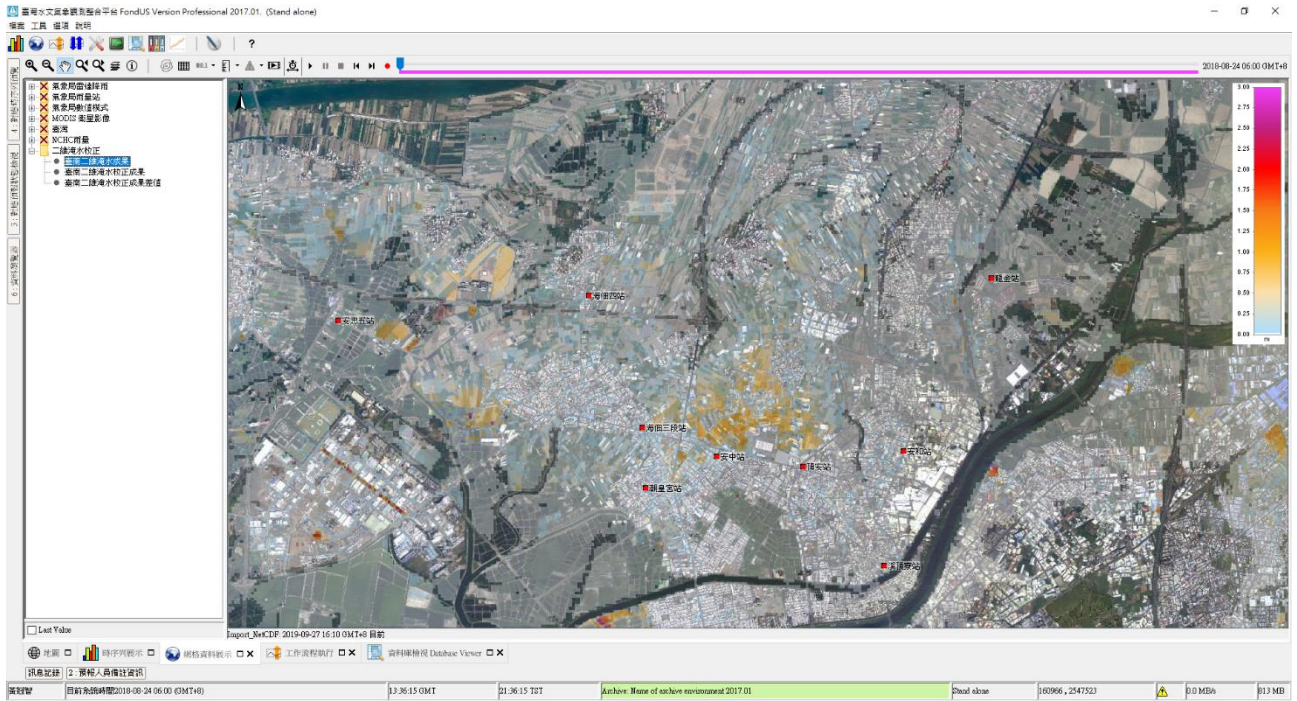 臺灣水文氣象觀測整合平台 FondUS Version Professional 2017.01. (Stand alone)
檔案 工具 選項 說明
2018-08-24 06:00 GMT+8
氣象局雷達降雨
氣象局雨量站
氣象局數值模式
MODIS 衛星影像
臺灣
NCHC雨量
二維淹水校正
臺南二維淹水成果
臺南二維淹水校正成果
臺南二維淹水校正成果差值
3.00
2.75
2.50
2.25
2.00
1.75
1.50
1.25
1.00
0.75
0.50
0.25
0.00
m
龍金站
海佃四站
安忠五站
海佃三段站
安中站
頂安站
安和站
朝皇宮站
溪頂寮站
Last Value
Import_NetCDF: 2019-09-27 16:10 GMT+8 目前
地圖
時序列展示
網格資料展示
工作流程執行
資料庫檢視 Database Viewer
訊息記錄
2 : 預報人員備註資訊
目前系統時間2018-08-24 06:00 (GMT+8)
13:36:15 GMT
21:36:15 TST
Archive: Name of archive environment 2017.01
Stand alone
160966 , 2547523
0.0 MB/s
813 MB